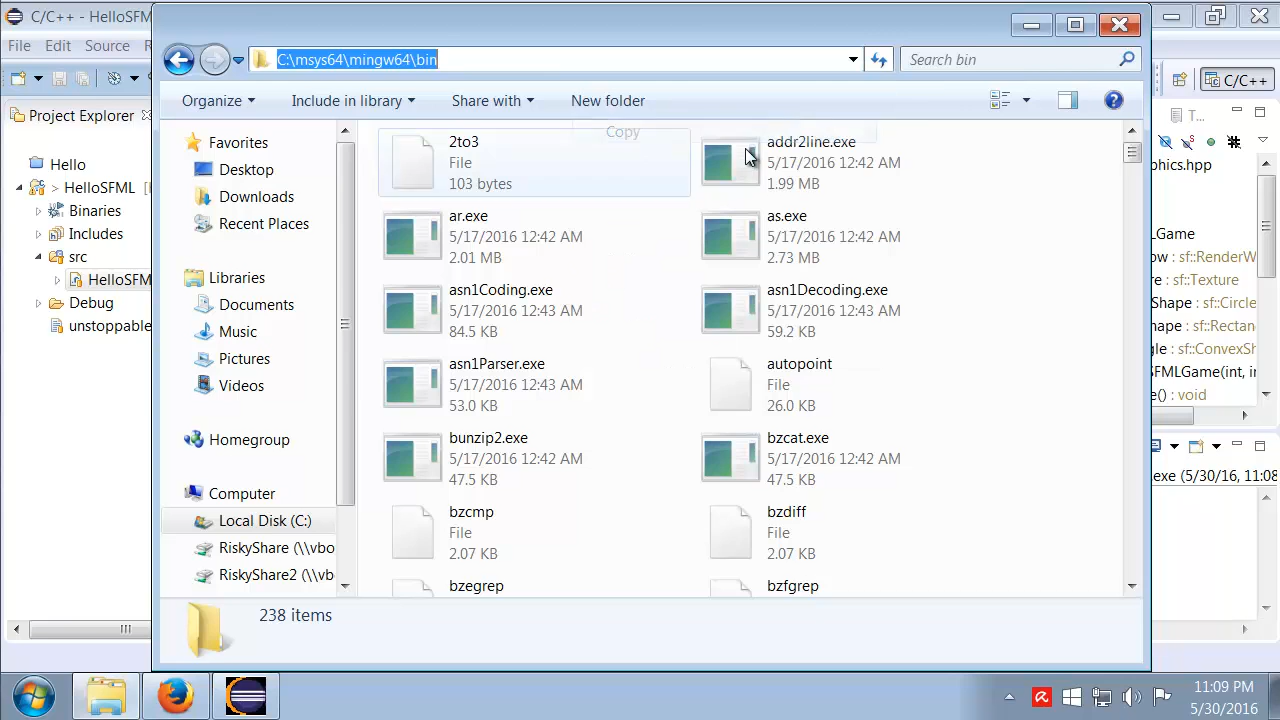 C/C++ - HelloSFM
File Edit Source
C:\msys64\mingw64\bin
Search bin
C/C++
Organize Include in library Share with New folder
Copy
Project Explorer
Hello
> HelloSFML
Binaries
Includes
src
HelloSFM
Debug
unstoppable
Favorites
Desktop
Downloads
Recent Places
Libraries
Documents
Music
Pictures
Videos
Homegroup
Computer
Local Disk (C:)
RiskyShare (\\vbo
RiskyShare2 (\\vb
2to3
File
103 bytes
addr2line.exe
5/17/2016 12:42 AM
1.99 MB
ar.exe
5/17/2016 12:42 AM
2.01 MB
as.exe
5/17/2016 12:42 AM
2.73 MB
asn1Coding.exe
5/17/2016 12:43 AM
84.5 KB
asn1Decoding.exe
5/17/2016 12:43 AM
59.2 KB
asn1Parser.exe
5/17/2016 12:43 AM
53.0 KB
autopoint
File
26.0 KB
bunzip2.exe
5/17/2016 12:42 AM
47.5 KB
bzcat.exe
5/17/2016 12:42 AM
47.5 KB
bzcmp
File
2.07 KB
bzdiff
File
2.07 KB
bzegrep
bzfgrep
238 items
T...
phics.hpp
LGame
ow : sf::RenderW
e : sf::Texture
Shape : sf::Circle
hape : sf::Rectan
gle : sf::ConvexSh
FMLGame(int, in
e() : void
.exe (5/30/16, 11:08
11:09 PM
5/30/2016